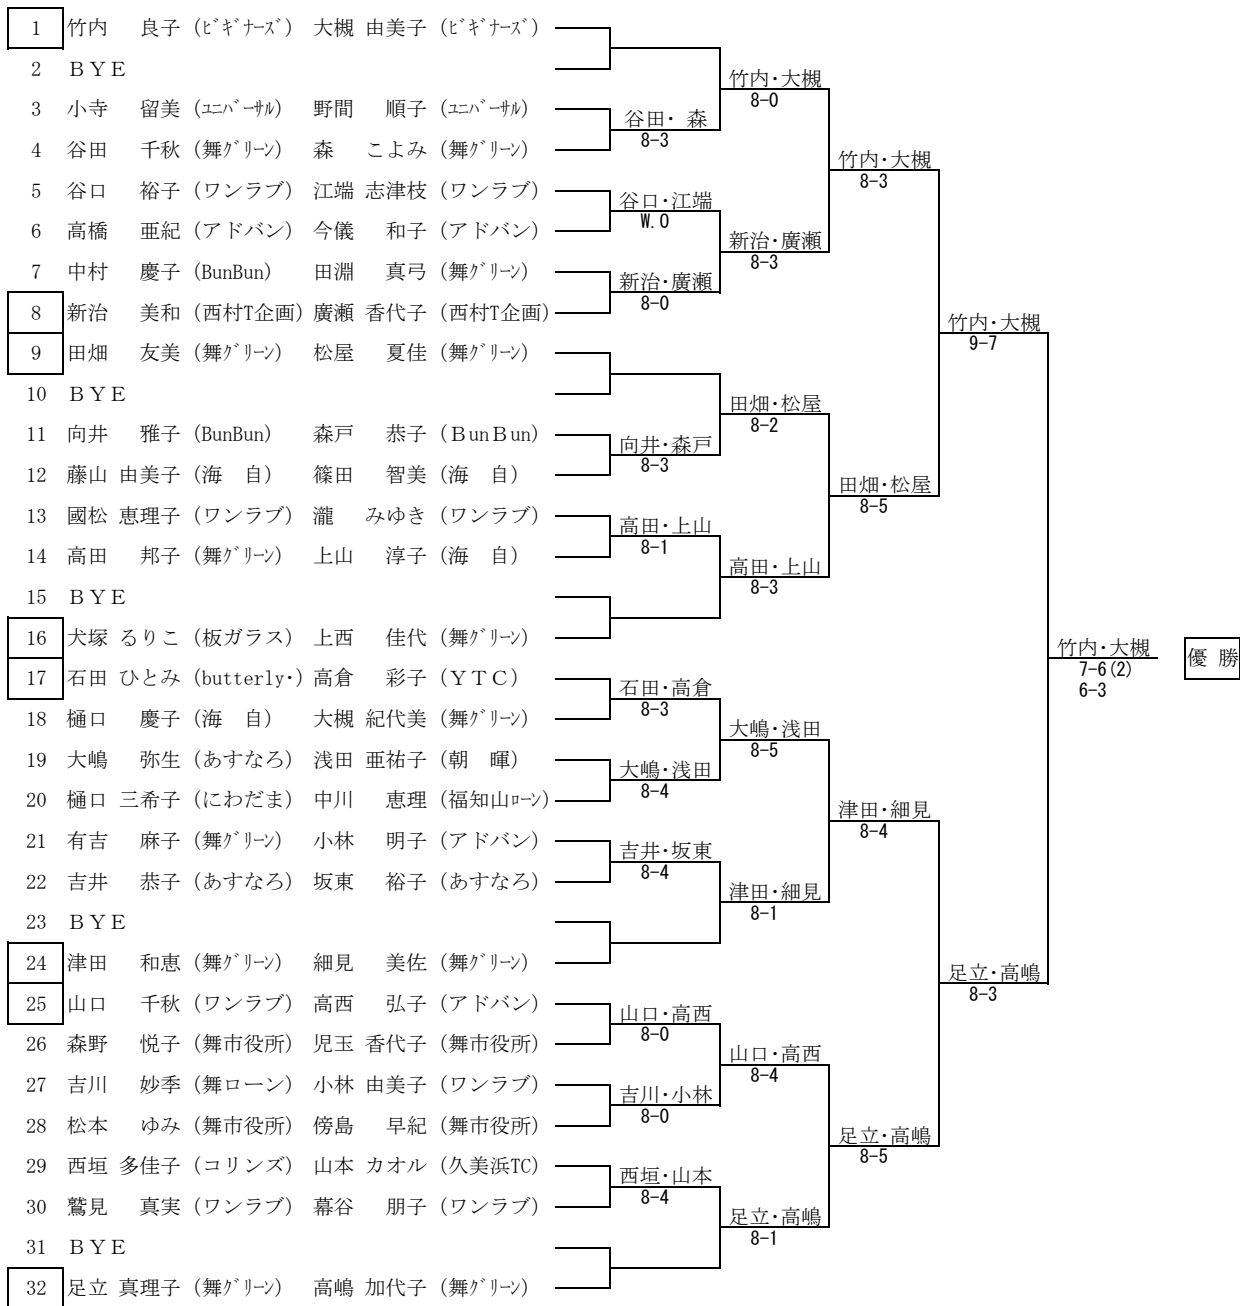 1 竹内 良子 (ビギナーズ) 大槻 由美子 (ビギナーズ)
2 ＢＹＥ
竹内・大槻
8-0
3 小寺 留美 (ユニバーサル) 野間 順子 (ユニバーサル)
谷田・ 森
8-3
4 谷田 千秋 (舞グリーン) 森 こよみ (舞グリーン)
竹内・大槻
8-3
5 谷口 裕子 (ワンラブ) 江端 志津枝 (ワンラブ)
谷口・江端
W.O
6 高橋 亜紀 (アドバン) 今儀 和子 (アドバン)
新治・廣瀬
8-3
7 中村 慶子 (BunBun) 田淵 真弓 (舞グリーン)
新治・廣瀬
8-0
8 新治 美和 (西村T企画) 廣瀬 香代子 (西村T企画)
竹内・大槻
9-7
9 田畑 友美 (舞グリーン) 松屋 夏佳 (舞グリーン)
10 ＢＹＥ
田畑・松屋
8-2
11 向井 雅子 (BunBun) 森戸 恭子 (ＢunＢun)
向井・森戸
8-3
12 藤山 由美子 (海 自) 篠田 智美 (海 自)
田畑・松屋
8-5
13 國松 恵理子 (ワンラブ) 瀧 みゆき (ワンラブ)
高田・上山
8-1
14 高田 邦子 (舞グリーン) 上山 淳子 (海 自)
高田・上山
8-3
15 ＢＹＥ
16 犬塚 るりこ (板ガラス) 上西 佳代 (舞グリーン)
竹内・大槻
7-6(2)
6-3
優 勝
17 石田 ひとみ (butterly・) 高倉 彩子 (ＹＴＣ)
石田・高倉
8-3
18 樋口 慶子 (海 自) 大槻 紀代美 (舞グリーン)
大嶋・浅田
8-5
19 大嶋 弥生 (あすなろ) 浅田 亜祐子 (朝 暉)
大嶋・浅田
8-4
20 樋口 三希子 (にわだま) 中川 恵理 (福知山ローン)
津田・細見
8-4
21 有吉 麻子 (舞グリーン) 小林 明子 (アドバン)
吉井・坂東
8-4
22 吉井 恭子 (あすなろ) 坂東 裕子 (あすなろ)
津田・細見
8-1
23 ＢＹＥ
24 津田 和恵 (舞グリーン) 細見 美佐 (舞グリーン)
足立・高嶋
8-3
25 山口 千秋 (ワンラブ) 高西 弘子 (アドバン)
山口・高西
8-0
26 森野 悦子 (舞市役所) 児玉 香代子 (舞市役所)
山口・高西
8-4
27 吉川 妙季 (舞ローン) 小林 由美子 (ワンラブ)
吉川・小林
8-0
28 松本 ゆみ (舞市役所) 傍島 早紀 (舞市役所)
足立・高嶋
8-5
29 西垣 多佳子 (コリンズ) 山本 カオル (久美浜TC)
西垣・山本
8-4
30 鷲見 真実 (ワンラブ) 幕谷 朋子 (ワンラブ)
足立・高嶋
8-1
31 ＢＹＥ
32 足立 真理子 (舞グリーン) 高嶋 加代子 (舞グリーン)